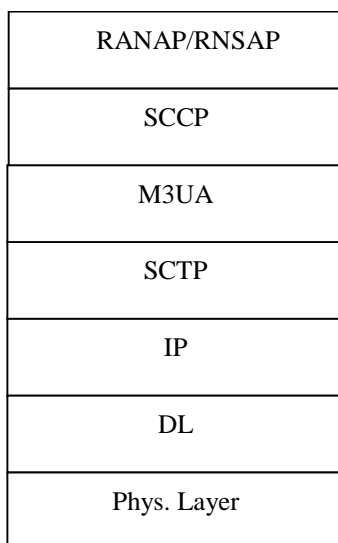 RANAP/RNSAP
SCCP
M3UA
SCTP
IP
DL
Phys. Layer